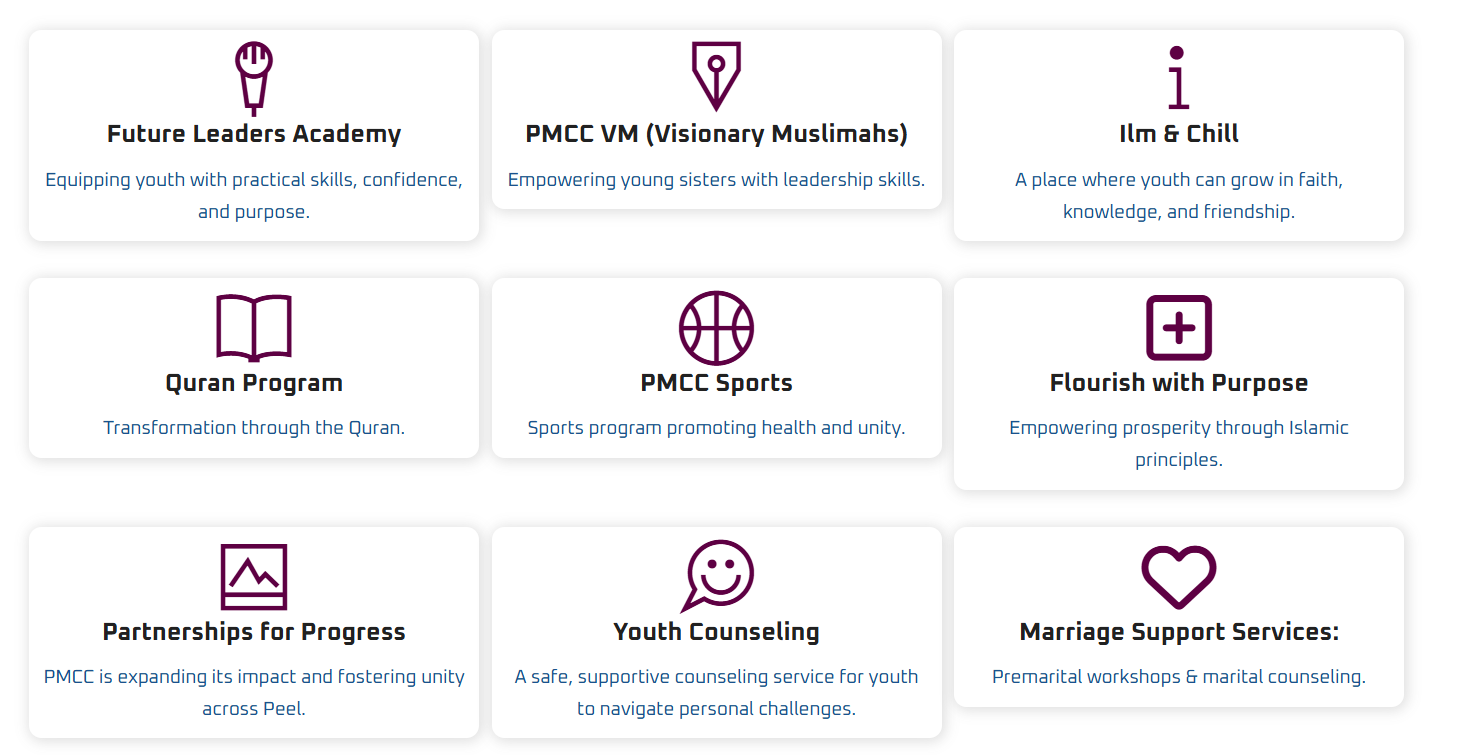 Future Leaders Academy
Equipping youth with practical skills, confidence,
and purpose.
PMCC VM (Visionary Muslimahs)
Empowering young sisters with leadership skills.
Ilm & Chill
A place where youth can grow in faith,
knowledge, and friendship.
Quran Program
Transformation through the Quran.
PMCC Sports
Sports program promoting health and unity.
Flourish with Purpose
Empowering prosperity through Islamic
principles.
Partnerships for Progress
PMCC is expanding its impact and fostering unity
across Peel.
Youth Counseling
A safe, supportive counseling service for youth
to navigate personal challenges.
Marriage Support Services:
Premarital workshops & marital counseling.